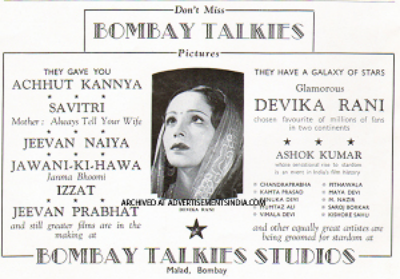 Don't Miss
BOMBAY TALKIES
Pictures
THEY GAVE YOU
ACHHUT KANNYA
SAVITRI
Mother : Always Tell Your Wife
JEEVAN NAIYA
JAWANI-KI-HAWA
Janma Bhoomi
IZZAT
JEEVAN PRABHAT
and still greater films are in the
making at
ARCHIVED AT ADVERTISEMENTSINDIA.COM
DEVIKA RANI
THEY HAVE A GALAXY OF STARS
Glamorous
DEVIKA RANI
chosen favourite of millions of fans
in two continents
ASHOK KUMAR
whose sensational rise to stardom
is an event in India's film history
CHANDRAPRABHA
KAMTA PRASAD
RENUKA DEVI
MUMTAZ ALI
VIMALA DEVI
PITHAWALA
MAYA DEVI
M. NAZIR
SAROJ BORKAR
KISHORE SAHU
and other equally great artistes are
being groomed for stardom at
BOMBAY TALKIES STUDIOS
Malad, Bombay